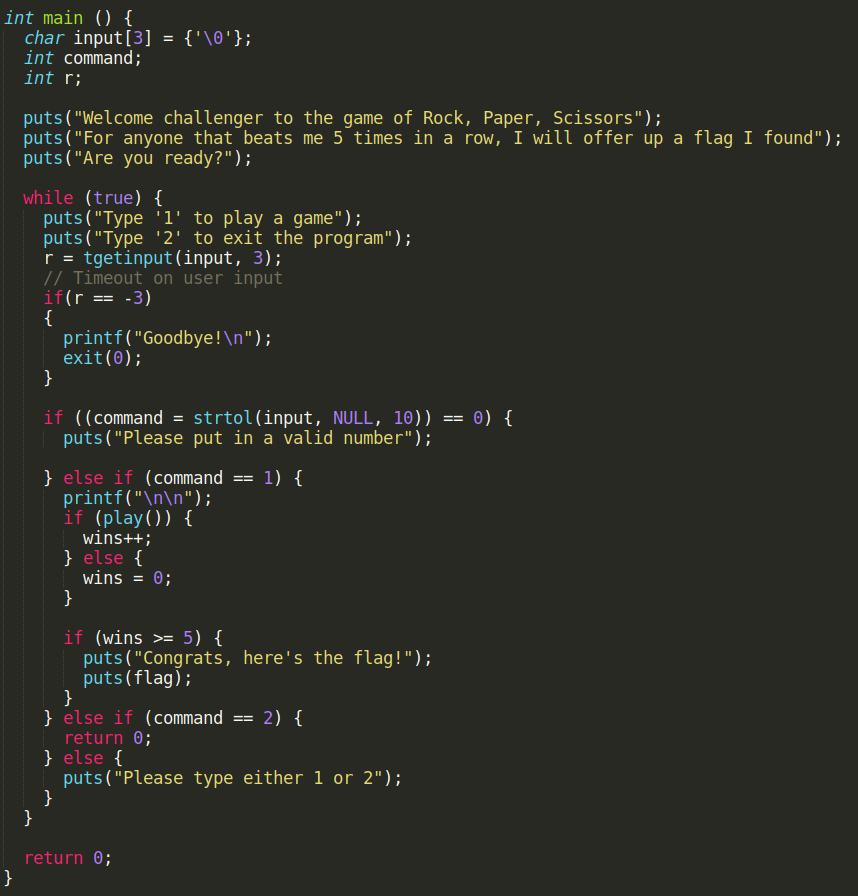 int main () {
  char input[3] = {'\0'};
  int command;
  int r;

  puts("Welcome challenger to the game of Rock, Paper, Scissors");
  puts("For anyone that beats me 5 times in a row, I will offer up a flag I found");
  puts("Are you ready?");

  while (true) {
    puts("Type '1' to play a game");
    puts("Type '2' to exit the program");
    r = tgetinput(input, 3);
    // Timeout on user input
    if(r == -3)
    {
      printf("Goodbye!\n");
      exit(0);
    }

    if ((command = strtol(input, NULL, 10)) == 0) {
      puts("Please put in a valid number");

    } else if (command == 1) {
      printf("\n\n");
      if (play()) {
        wins++;
      } else {
        wins = 0;
      }

      if (wins >= 5) {
        puts("Congrats, here's the flag!");
        puts(flag);
      }
    } else if (command == 2) {
      return 0;
    } else {
      puts("Please type either 1 or 2");
    }
  }

  return 0;
}